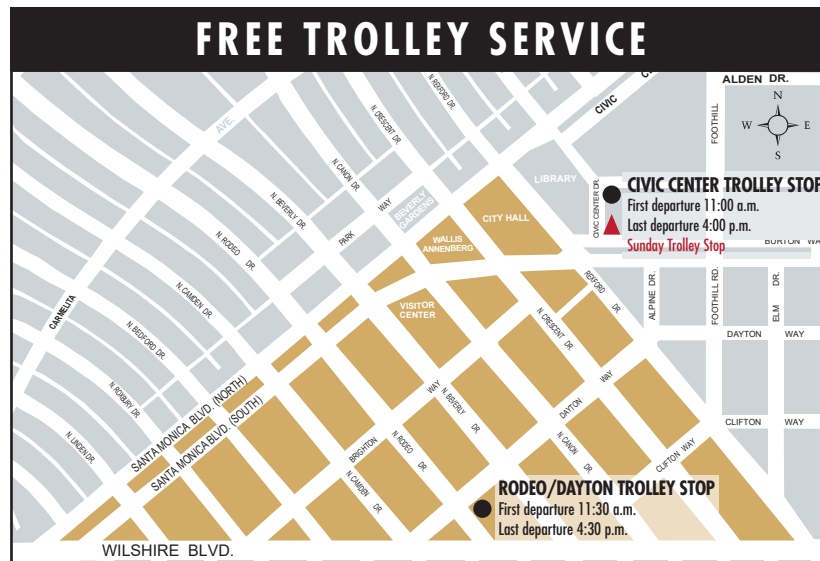 FREE TROLLEY SERVICE
ALDEN DR.
N
W E
S
N. REXFORD DR.
CIVIC
FOOTHILL
AVE.
N. CRESCENT DR.
N. CANON DR.
LIBRARY
CIVIC CENTER TROLLEY STOP
First departure 11:00 a.m.
Last departure 4:00 p.m.
Sunday Trolley Stop
CIVIC CENTER DR.
BURTON WA
WAY
BEVERLY
GARDENS
CITY HALL
N. BEVERLY DR.
PARK
WALLIS
ANNENBERG
N. RODEO DR.
REXFORD DR.
ALPINE DR.
FOOTHILL RD.
ELM DR.
N. CAMDEN DR.
VISITOR
CENTER
CARMELITA
N. CRESCENT DR.
DAYTON WAY
N. BEDFORD DR.
N. ROXBURY DR.
WAY
N. BEVERLY DR.
DAYTON WAY
SANTA MONICA BLVD. (NORTH)
SANTA MONICA BLVD. (SOUTH)
CLIFTON WAY
N. LINDEN DR.
BRIGHTON
N. RODEO DR.
N. CANON DR.
CLIFTON WAY
N. CAMDEN DR.
RODEO/DAYTON TROLLEY STOP
First departure 11:30 a.m.
Last departure 4:30 p.m.
WILSHIRE BLVD.